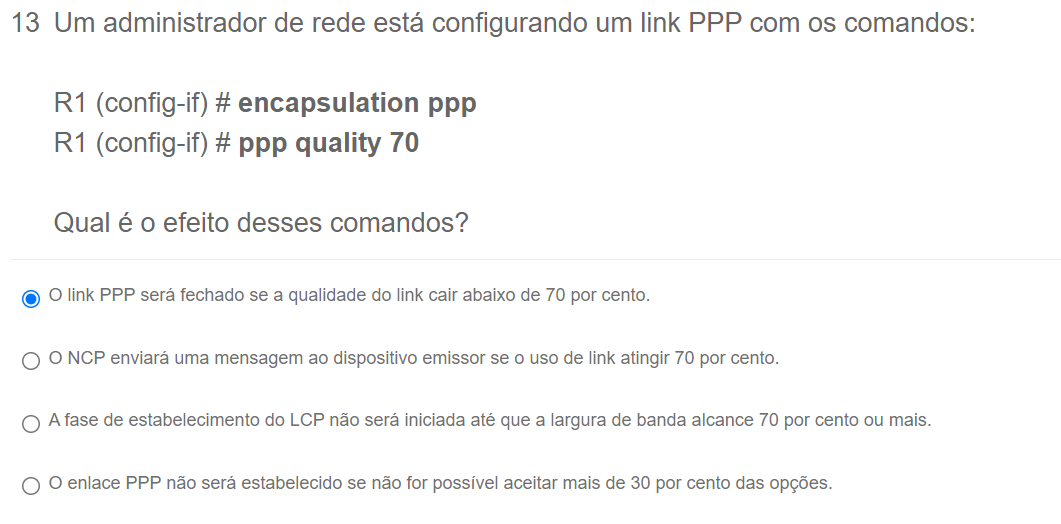 13 Um administrador de rede está configurando um link PPP com os comandos:
R1 (config-if) # encapsulation ppp
R1 (config-if) # ppp quality 70
Qual é o efeito desses comandos?
O link PPP será fechado se a qualidade do link cair abaixo de 70 por cento.
O NCP enviará uma mensagem ao dispositivo emissor se o uso de link atingir 70 por cento.
A fase de estabelecimento do LCP não será iniciada até que a largura de banda alcance 70 por cento ou mais.
O enlace PPP não será estabelecido se não for possível aceitar mais de 30 por cento das opções.